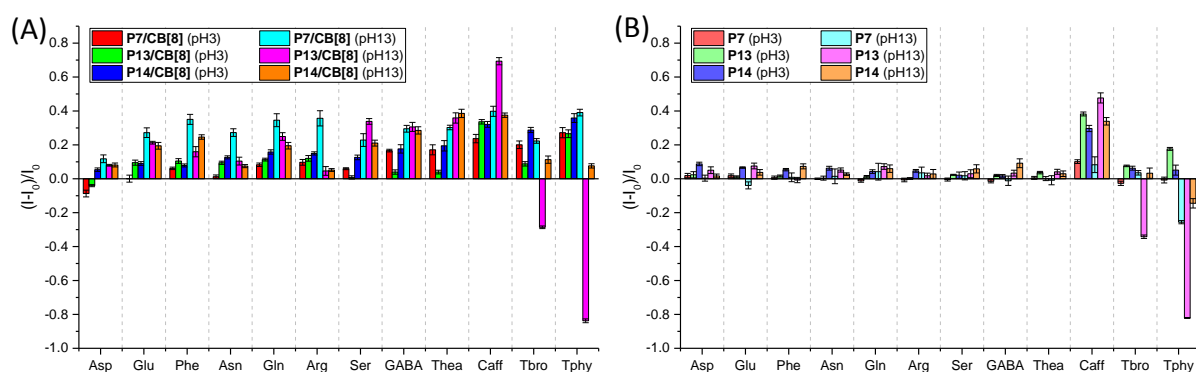 (A)
P7/CB[8] (pH3) P7/CB[8] (pH13)
P13/CB[8] (pH3) P13/CB[8] (pH13)
P14/CB[8] (pH3) P14/CB[8] (pH13)
(I-I₀)/I₀
0.8
0.6
0.4
0.2
0.0
-0.2
-0.4
-0.6
-0.8
-1.0
Asp Glu Phe Asn Gln Arg Ser GABA Thea Caff Tbro Tphy
(B)
P7 (pH3) P7 (pH13)
P13 (pH3) P13 (pH13)
P14 (pH3) P14 (pH13)
(I-I₀)/I₀
0.8
0.6
0.4
0.2
0.0
-0.2
-0.4
-0.6
-0.8
-1.0
Asp Glu Phe Asn Gln Arg Ser GABA Thea Caff Tbro Tphy